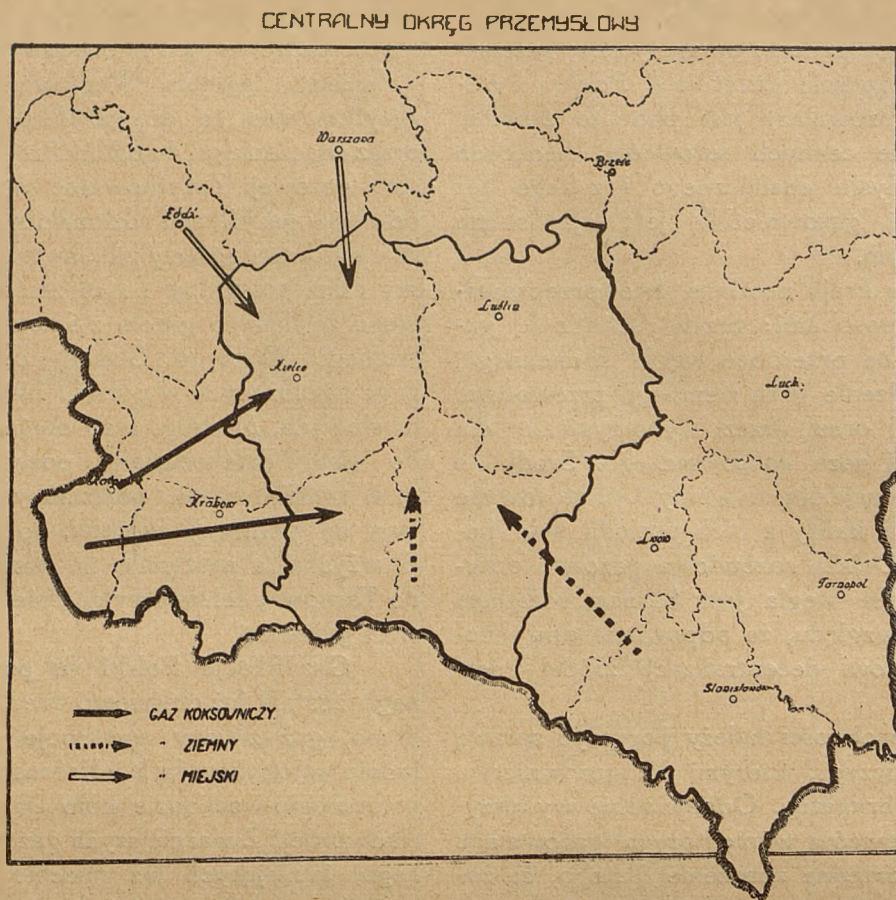 CENTRALNY OKRĘG PRZEMYSŁOWY
Warszawa
Brześć
Łódź
Lublin
Kielce
Łuck
Kraków
Lwów
Tarnopol
Stanisławów
GAZ KOKSOWNICZY
" ZIEMNY
" MIEJSKI